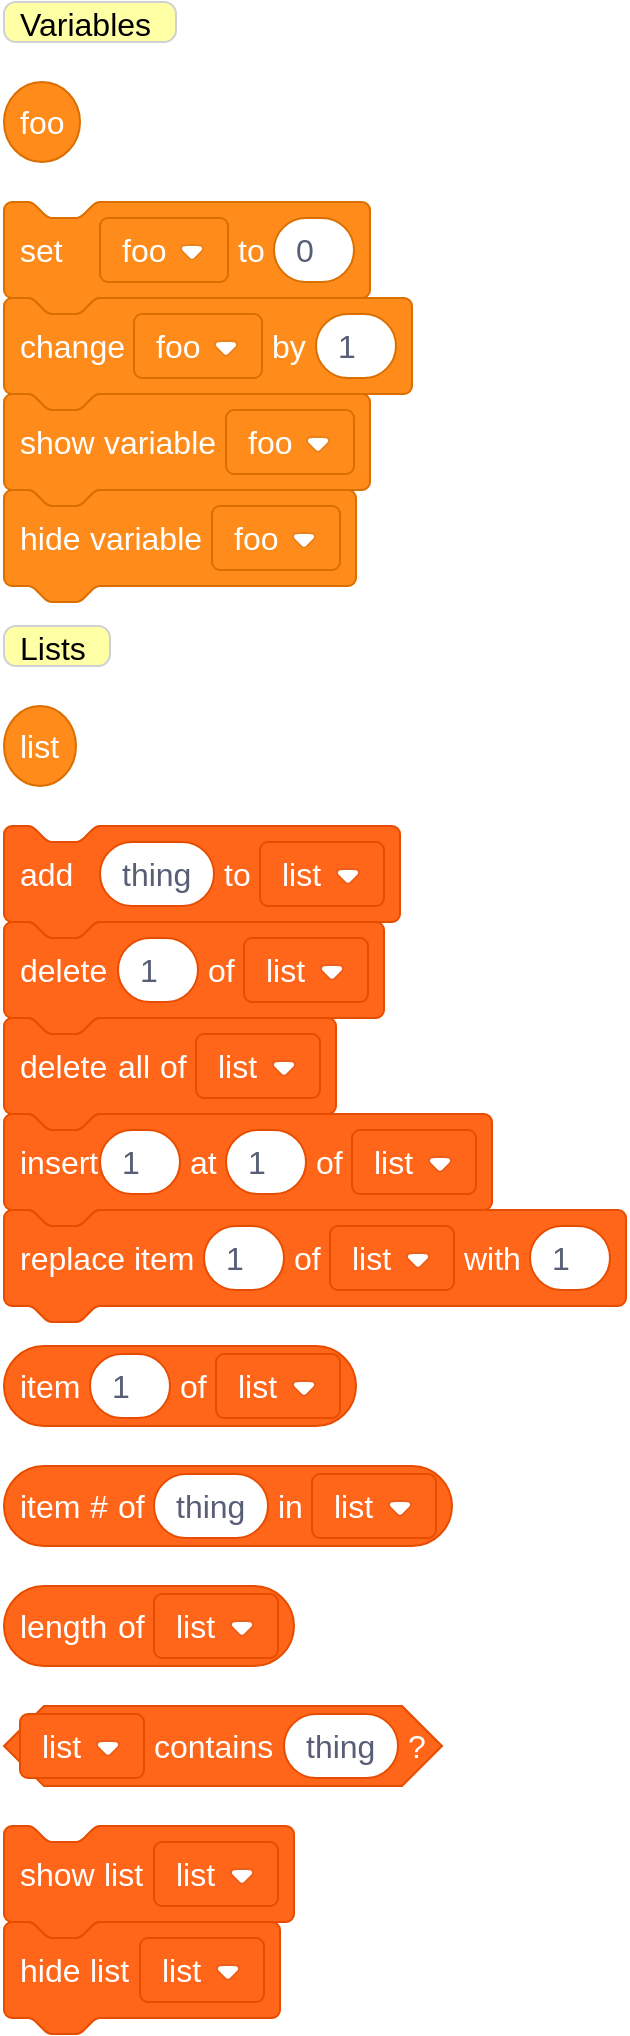 Variables
foo
set foo to 0
change foo by 1
show variable foo
hide variable foo
Lists
list
add thing to list
delete 1 of list
delete all of list
insert 1 at 1 of list
replace item 1 of list with 1
item 1 of list
item # of thing in list
length of list
list contains thing ?
show list list
hide list list